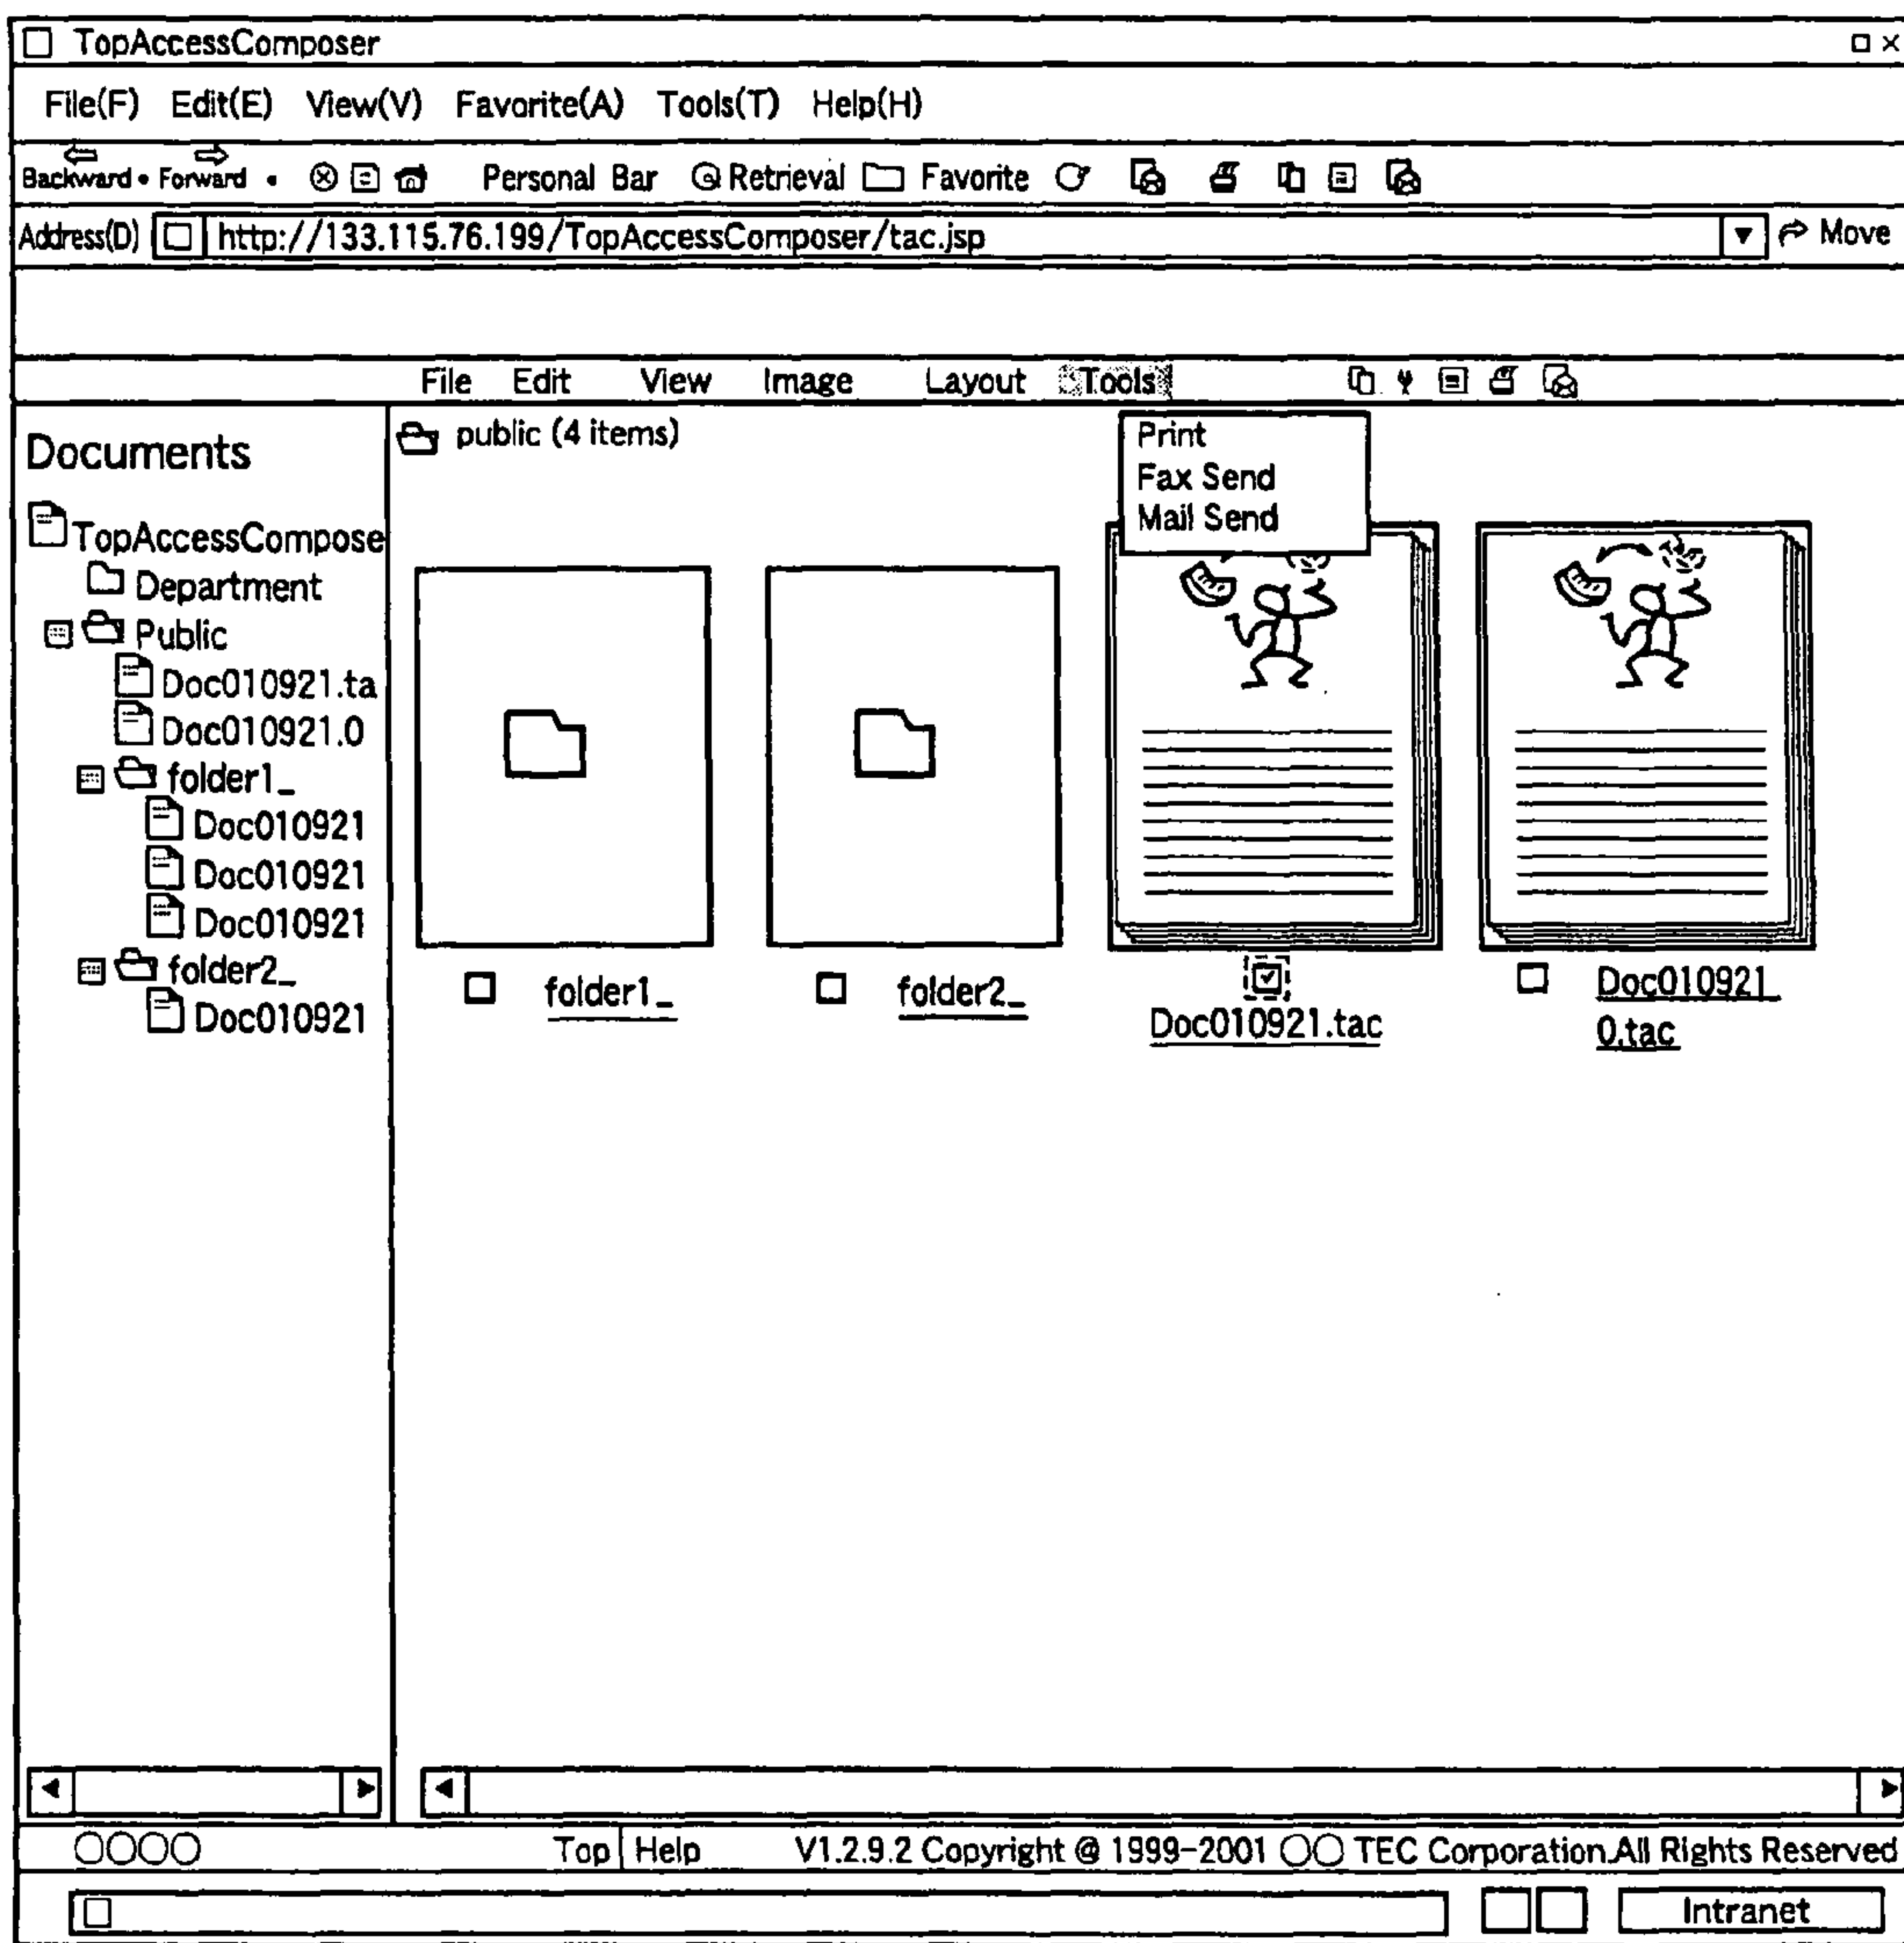 TopAccessComposer
File(F) Edit(E) View(V) Favorite(A) Tools(T) Help(H)
Backward • Forward • Personal Bar Retrieval Favorite
Address(D) http://133.115.76.199/TopAccessComposer/tac.jsp Move
File Edit View Image Layout Tools
Documents
TopAccessCompose
Department
Public
Doc010921.ta
Doc010921.0
folder1_
Doc010921
Doc010921
Doc010921
folder2_
Doc010921
public (4 items)
Print
Fax Send
Mail Send
folder1_
folder2_
Doc010921.tac
Doc010921_
0.tac
○○○○ Top Help V1.2.9.2 Copyright @ 1999-2001 ○○ TEC Corporation.All Rights Reserved
Intranet